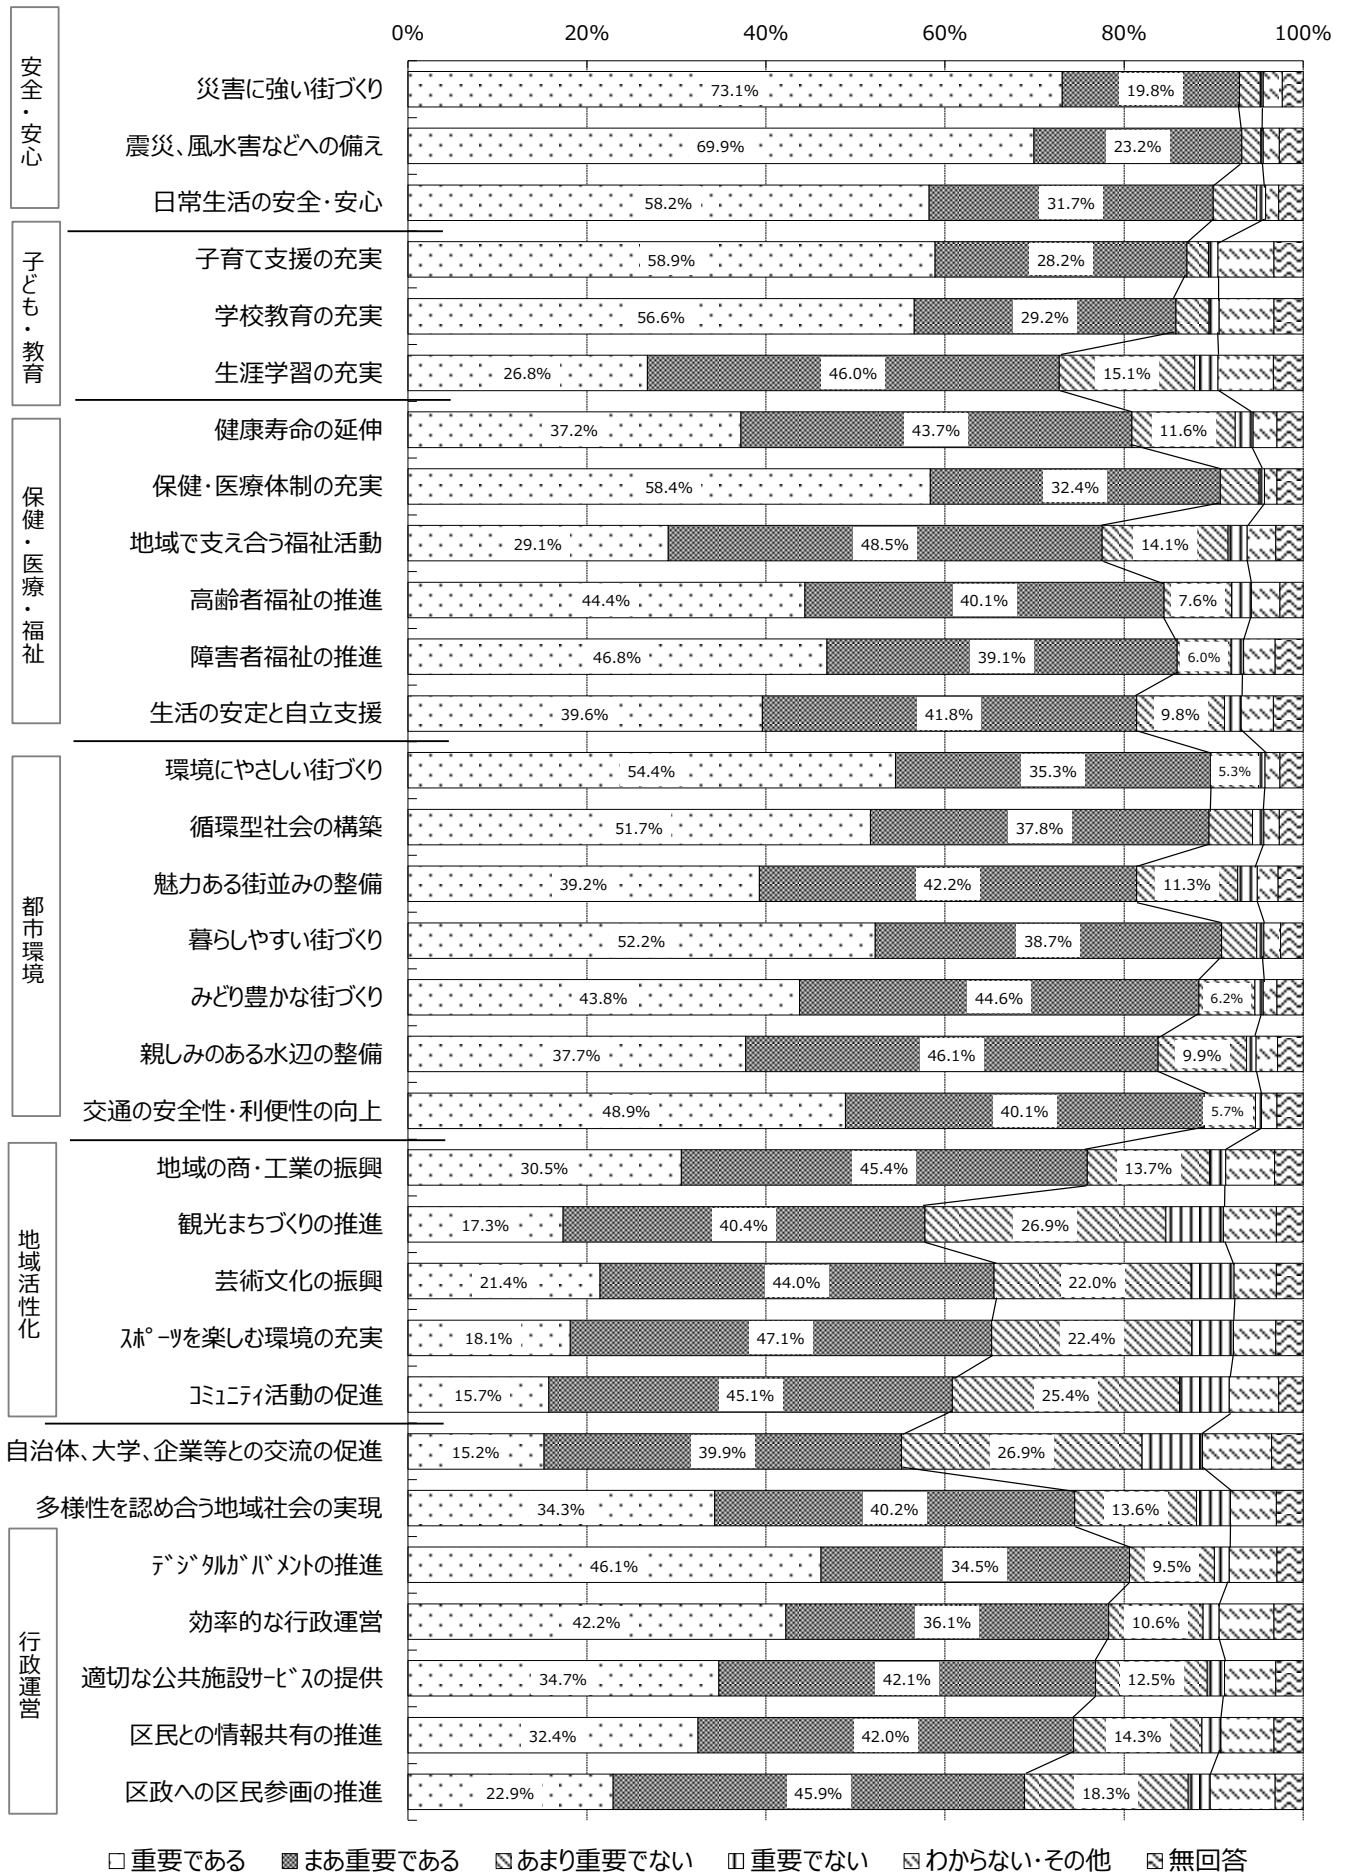 0% 20% 40% 60% 80% 100%
安全・安心
災害に強い街づくり 73.1% 19.8%
震災、風水害などへの備え 69.9% 23.2%
日常生活の安全・安心 58.2% 31.7%
子ども・教育
子育て支援の充実 58.9% 28.2%
学校教育の充実 56.6% 29.2%
生涯学習の充実 26.8% 46.0% 15.1%
保健・医療・福祉
健康寿命の延伸 37.2% 43.7% 11.6%
保健・医療体制の充実 58.4% 32.4%
地域で支え合う福祉活動 29.1% 48.5% 14.1%
高齢者福祉の推進 44.4% 40.1% 7.6%
障害者福祉の推進 46.8% 39.1% 6.0%
生活の安定と自立支援 39.6% 41.8% 9.8%
都市環境
環境にやさしい街づくり 54.4% 35.3% 5.3%
循環型社会の構築 51.7% 37.8%
魅力ある街並みの整備 39.2% 42.2% 11.3%
暮らしやすい街づくり 52.2% 38.7%
みどり豊かな街づくり 43.8% 44.6% 6.2%
親しみのある水辺の整備 37.7% 46.1% 9.9%
交通の安全性・利便性の向上 48.9% 40.1% 5.7%
地域活性化
地域の商・工業の振興 30.5% 45.4% 13.7%
観光まちづくりの推進 17.3% 40.4% 26.9%
芸術文化の振興 21.4% 44.0% 22.0%
ｽﾎﾟｰﾂを楽しむ環境の充実 18.1% 47.1% 22.4%
ｺﾐｭﾆﾃｨ活動の促進 15.7% 45.1% 25.4%
自治体、大学、企業等との交流の促進 15.2% 39.9% 26.9%
多様性を認め合う地域社会の実現 34.3% 40.2% 13.6%
行政運営
ﾃﾞｼﾞﾀﾙｶﾞﾊﾞﾒﾝﾄの推進 46.1% 34.5% 9.5%
効率的な行政運営 42.2% 36.1% 10.6%
適切な公共施設ｻｰﾋﾞｽの提供 34.7% 42.1% 12.5%
区民との情報共有の推進 32.4% 42.0% 14.3%
区政への区民参画の推進 22.9% 45.9% 18.3%
重要である まあ重要である あまり重要でない 重要でない わからない・その他 無回答